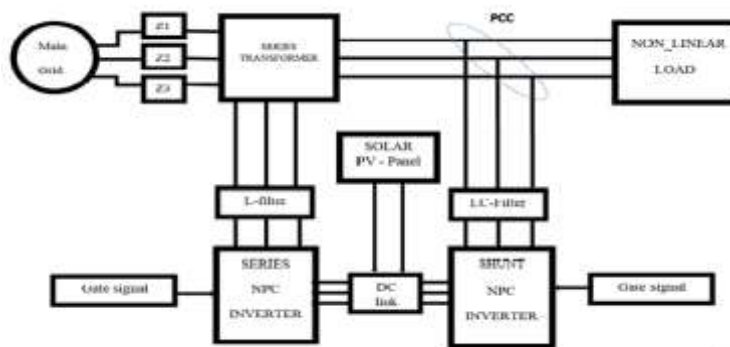 PCC
Main
Grid
Z1
Z2
Z3
SERIES
TRANSFORMER
NON_LINEAR
LOAD
SOLAR
PV - Panel
L-filter
LC-Filter
SERIES
NPC
INVERTER
DC
link
SHUNT
NPC
INVERTER
Gate signal
Gate signal